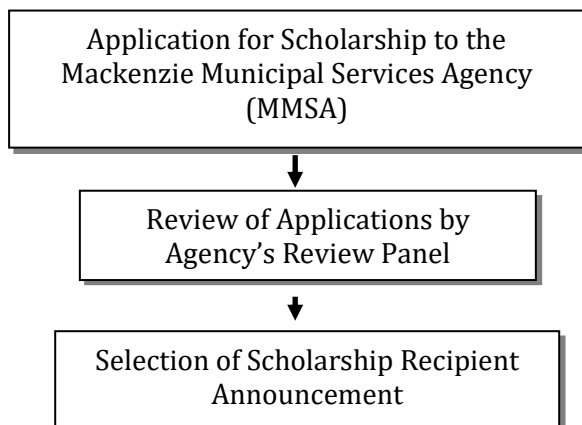 Application for Scholarship to the
Mackenzie Municipal Services Agency
(MMSA)
Review of Applications by
Agency’s Review Panel
Selection of Scholarship Recipient
Announcement